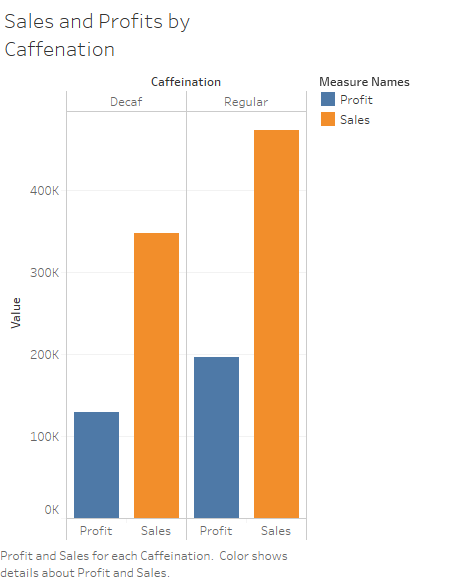 Sales and Profits by
Caffenation
Caffeination
Measure Names
Decaf
Regular
Profit
Sales
400K
300K
200K
100K
0K
Value
Profit
Sales
Profit
Sales
Profit and Sales for each Caffeination. Color shows
details about Profit and Sales.